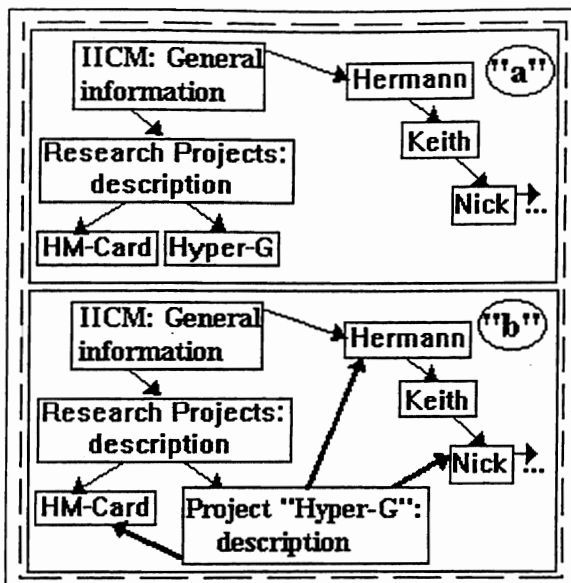 IICM: General
information
Hermann
"a"
Keith
Research Projects:
description
Nick ...
HM-Card
Hyper-G
IICM: General
information
Hermann
"b"
Keith
Research Projects:
description
Nick ...
HM-Card
Project "Hyper-G":
description